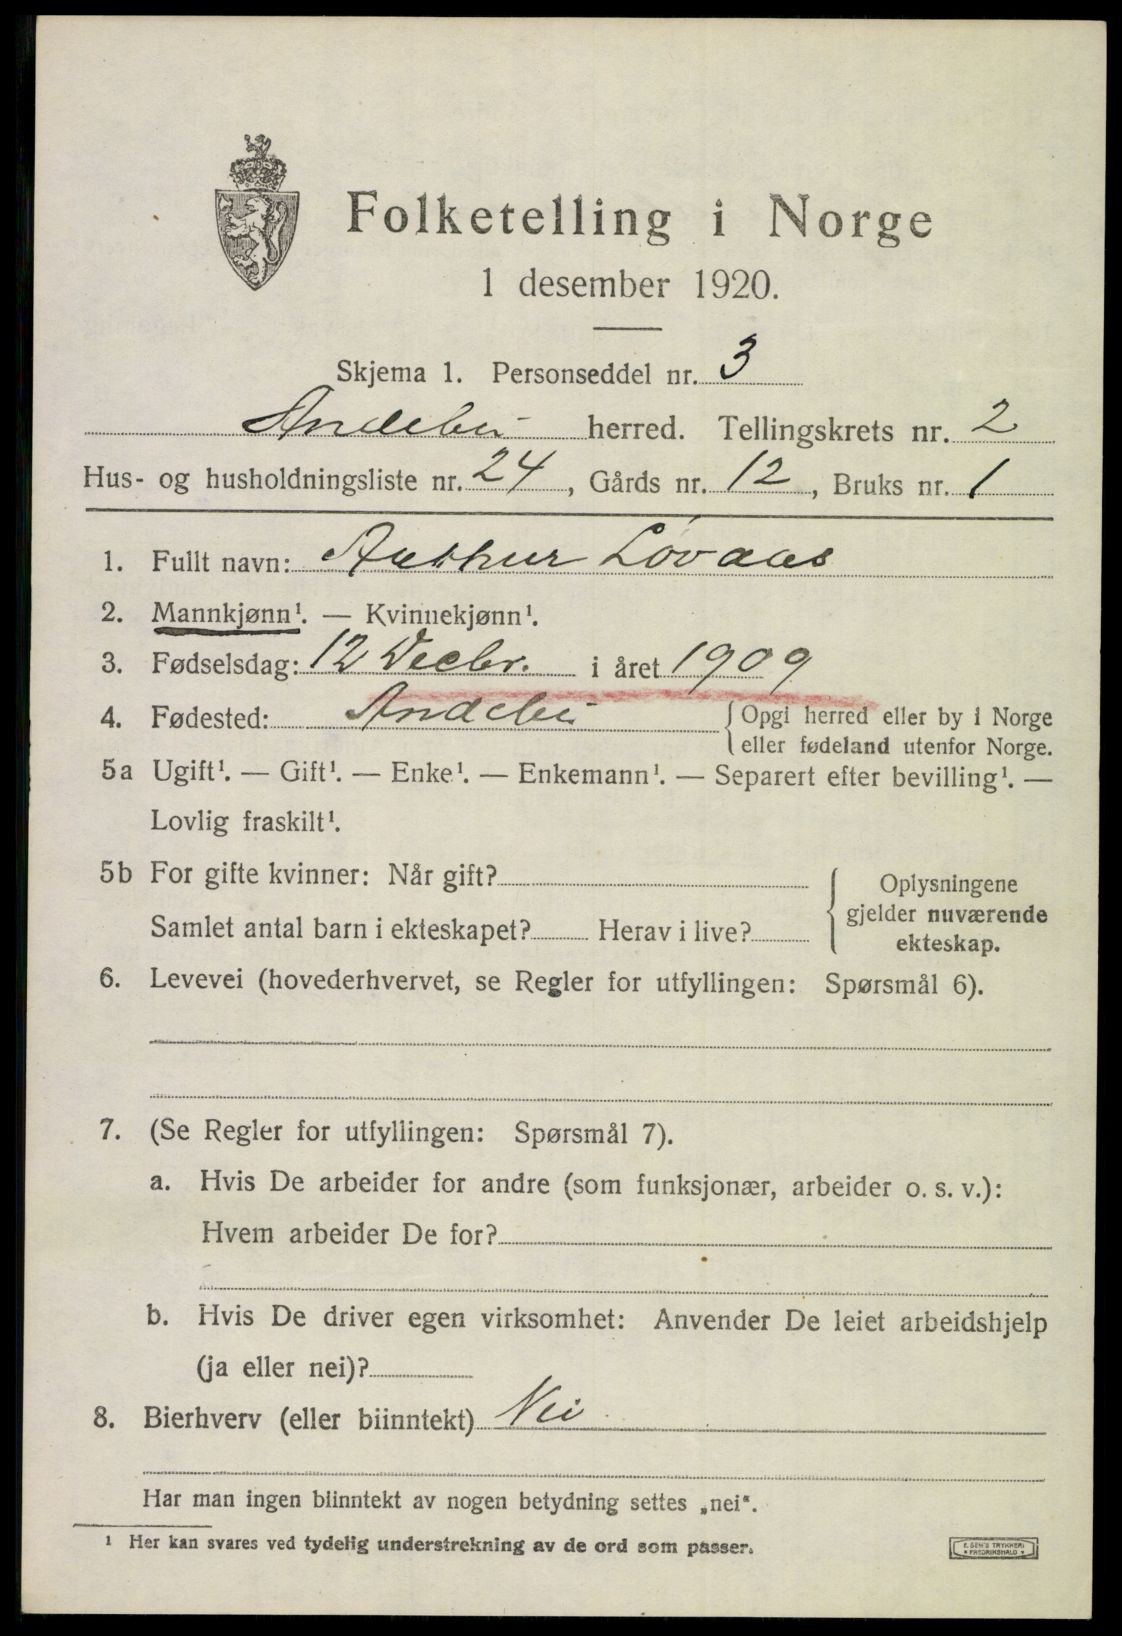 Folketelling i Norge
1 desember 1920.
Skjema 1. Personseddel nr. 3
Andebu herred. Tellingskrets nr. 2
Hus- og husholdningsliste nr. 24, Gårds nr. 12, Bruks nr. 1
1. Fullt navn: Arthur Løvaas
2. Mannkjønn¹. — Kvinnekjønn¹.
3. Fødselsdag: 12 Decbr. i året 1909
4. Fødested: Andebu {Opgi herred eller by i Norge
eller fødeland utenfor Norge.
5a Ugift¹. — Gift¹. — Enke¹. — Enkemann¹. — Separert efter bevilling¹. —
Lovlig fraskilt¹.
5b For gifte kvinner: Når gift?
Samlet antal barn i ekteskapet? Herav i live?
{Oplysningene
gjelder nuværende
ekteskap.
6. Levevei (hovederhvervet, se Regler for utfyllingen: Spørsmål 6).
7. (Se Regler for utfyllingen: Spørsmål 7).
a. Hvis De arbeider for andre (som funksjonær, arbeider o. s. v.):
Hvem arbeider De for?
b. Hvis De driver egen virksomhet: Anvender De leiet arbeidshjelp
(ja eller nei)?
8. Bierhverv (eller biinntekt) Nei
Har man ingen biinntekt av nogen betydning settes „nei“.
¹ Her kan svares ved tydelig understrekning av de ord som passer.
E. SEM'S TRYKKERI
• FREDRIKSHALD •